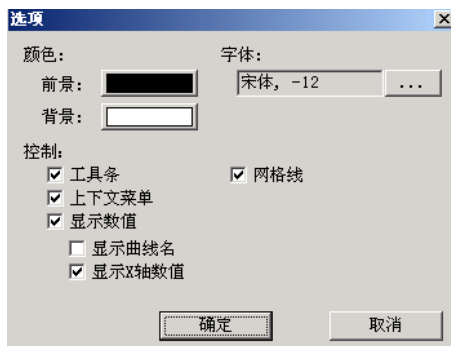 选项
颜色:
字体:
前景:
宋体, -12
...
背景:
控制:
工具条
网格线
上下文菜单
显示数值
显示曲线名
显示X轴数值
确定
取消